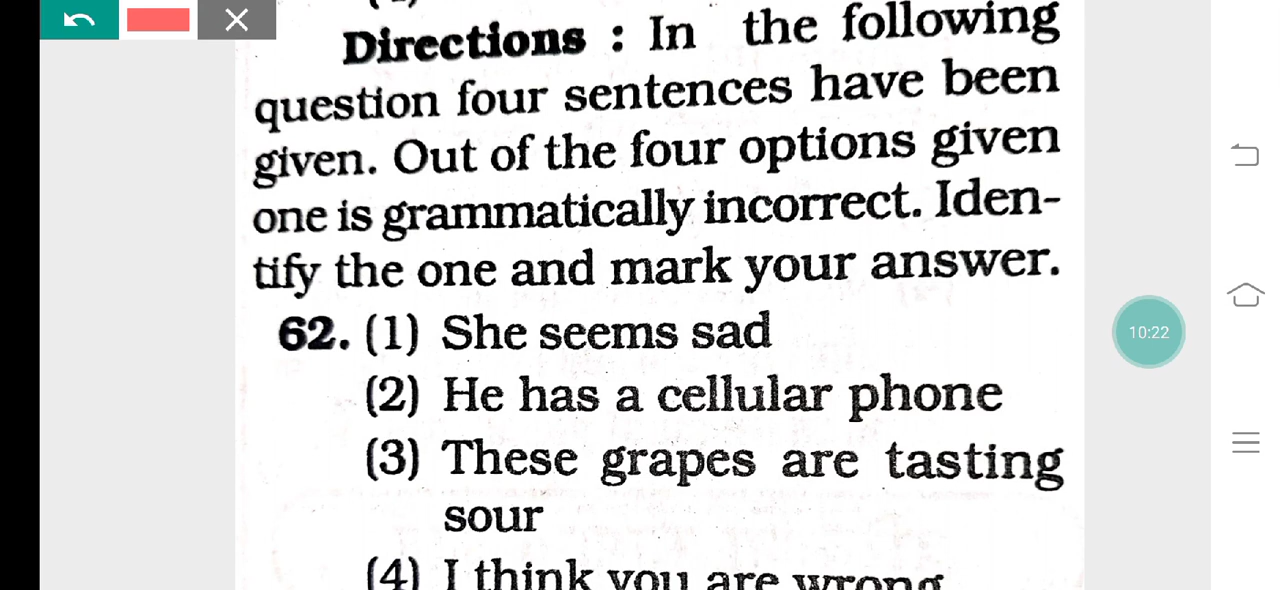 Directions : In the following
question four sentences have been
given. Out of the four options given
one is grammatically incorrect. Iden-
tify the one and mark your answer.
62. (1) She seems sad
(2) He has a cellular phone
10:22
(3) These grapes are tasting
sour
(4) I think you are wrong